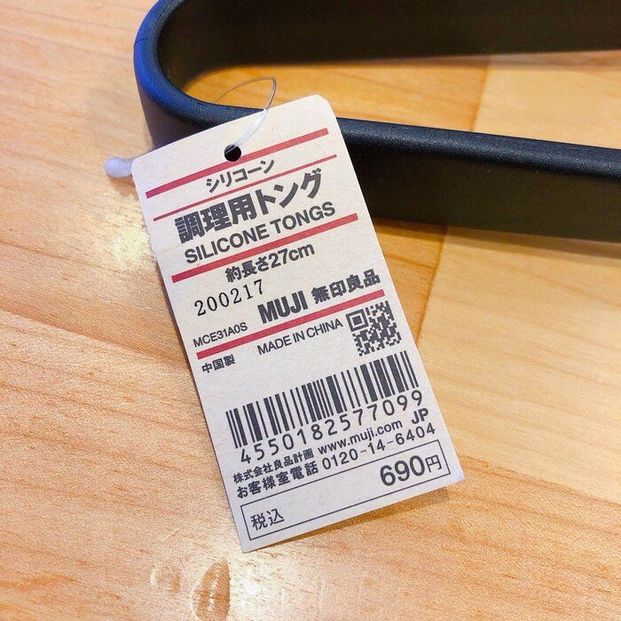 シリコーン
調理用トング
SILICONE TONGS
約長さ27cm
200217
MCE31A0S MUJI 無印良品
中国製 MADE IN CHINA
4550182577099 JP
株式会社良品計画 www.muji.com
お客様室電話 0120-14-6404
税込 690円